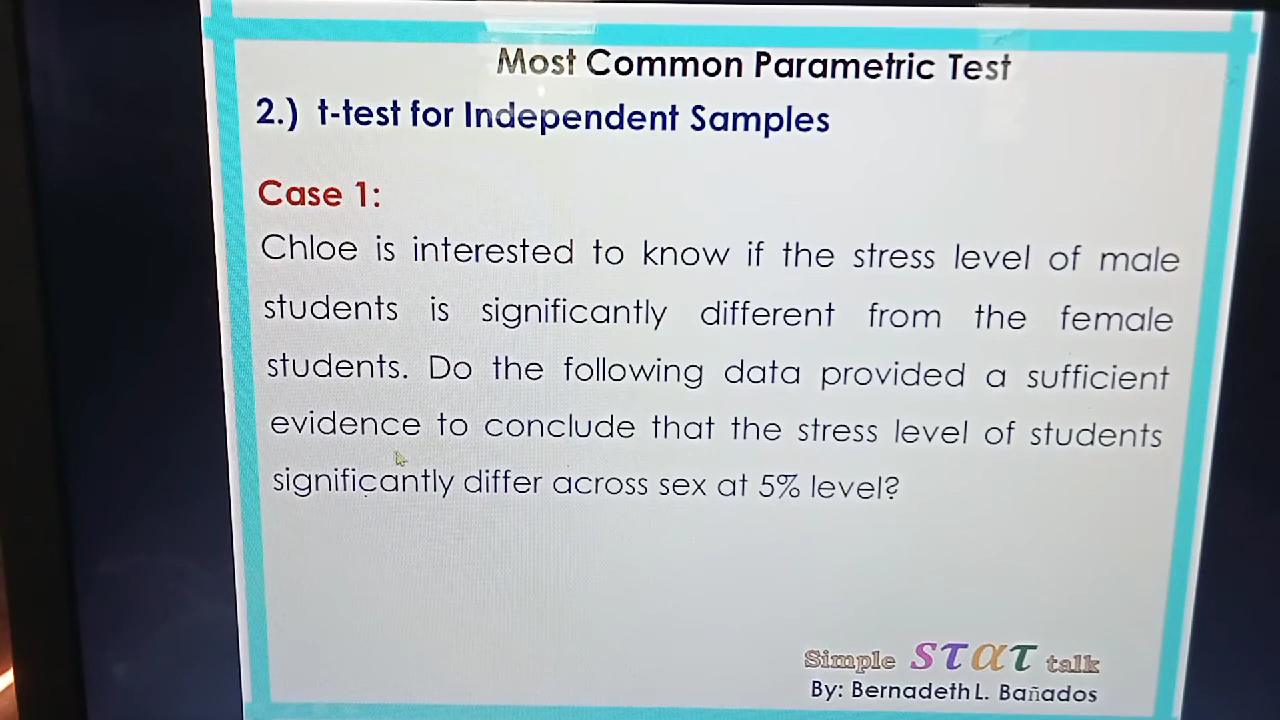 Most Common Parametric Test
2.) t-test for Independent Samples
Case 1:
Chloe is interested to know if the stress level of male
students is significantly different from the female
students. Do the following data provided a sufficient
evidence to conclude that the stress level of students
significantly differ across sex at 5% level?
Simple STαT talk
By: Bernadeth L. Bañados